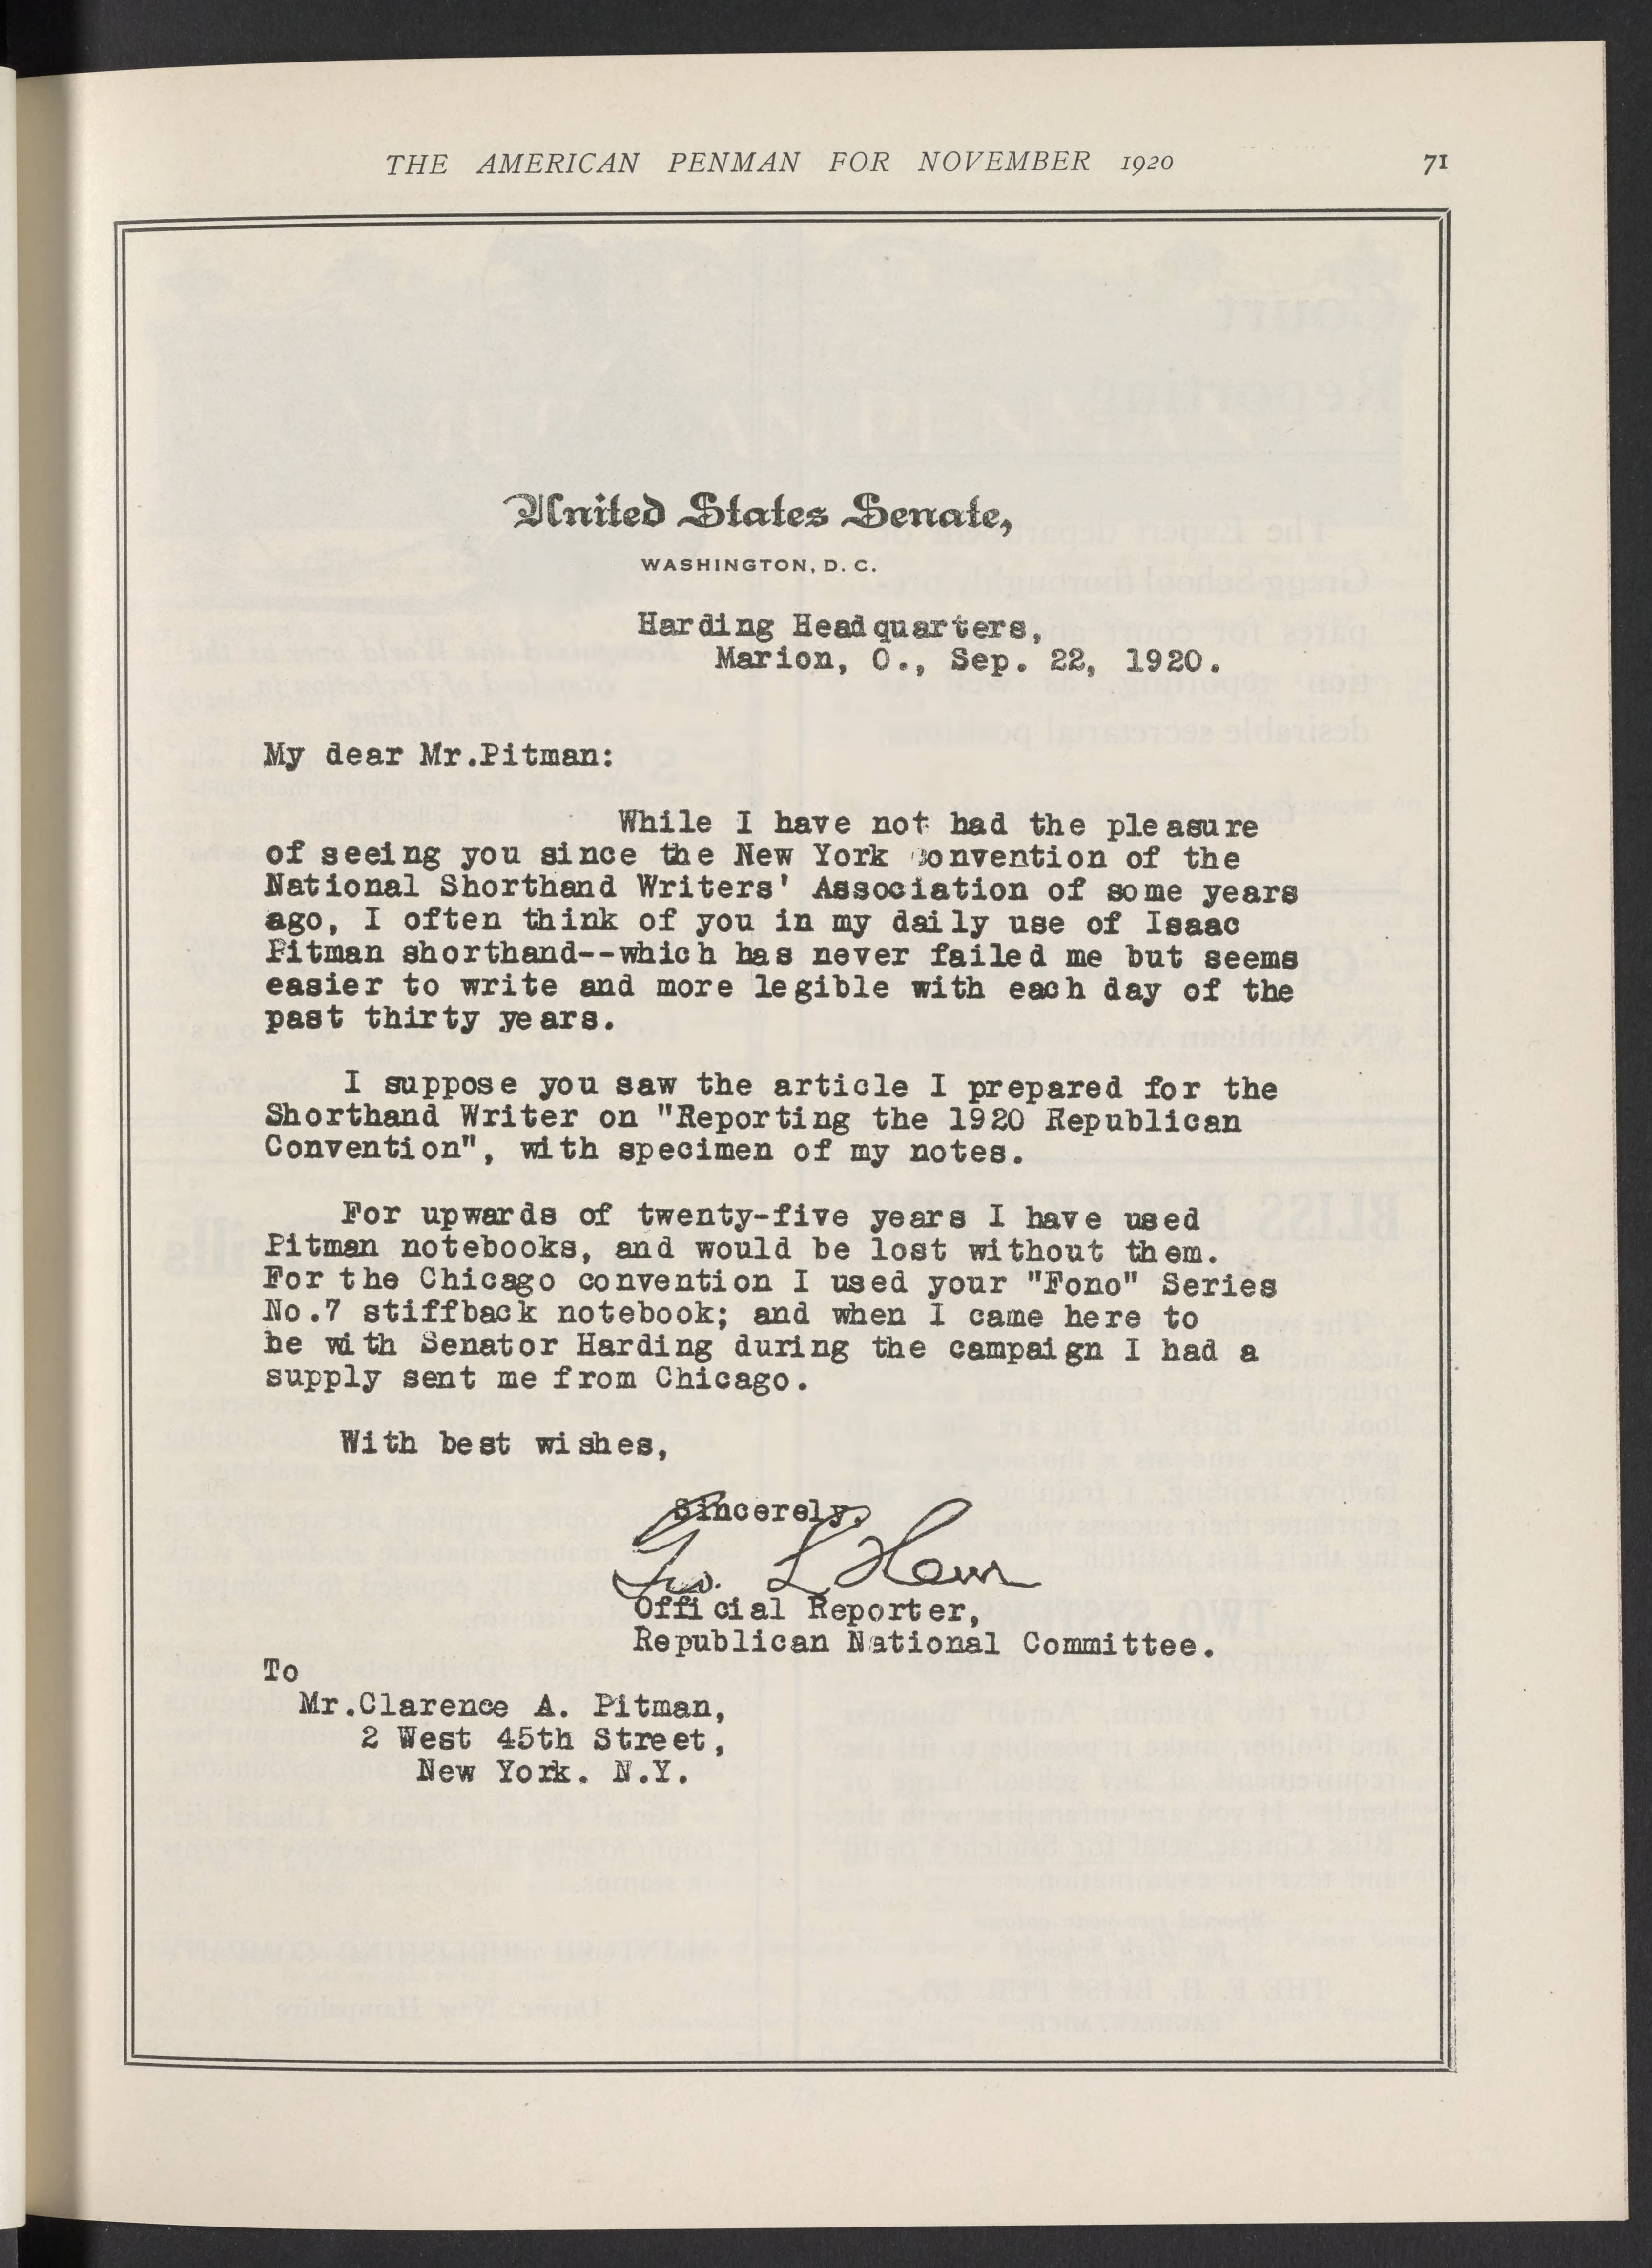 THE AMERICAN PENMAN FOR NOVEMBER 1920 71
United States Senate,
WASHINGTON, D. C.
Harding Headquarters,
Marion, O., Sep. 22, 1920.
My dear Mr.Pitman:
While I have not had the pleasure
of seeing you since the New York convention of the
National Shorthand Writers' Association of some years
ago, I often think of you in my daily use of Isaac
Pitman shorthand--which has never failed me but seems
easier to write and more legible with each day of the
past thirty years.
I suppose you saw the article I prepared for the
Shorthand Writer on "Reporting the 1920 Republican
Convention", with specimen of my notes.
For upwards of twenty-five years I have used
Pitman notebooks, and would be lost without them.
For the Chicago convention I used your "Fono" Series
No.7 stiffback notebook; and when I came here to
be with Senator Harding during the campaign I had a
supply sent me from Chicago.
With best wishes,
Sincerely,
Geo. L Hart
Official Reporter,
Republican National Committee.
To
Mr.Clarence A. Pitman,
2 West 45th Street,
New York. N.Y.